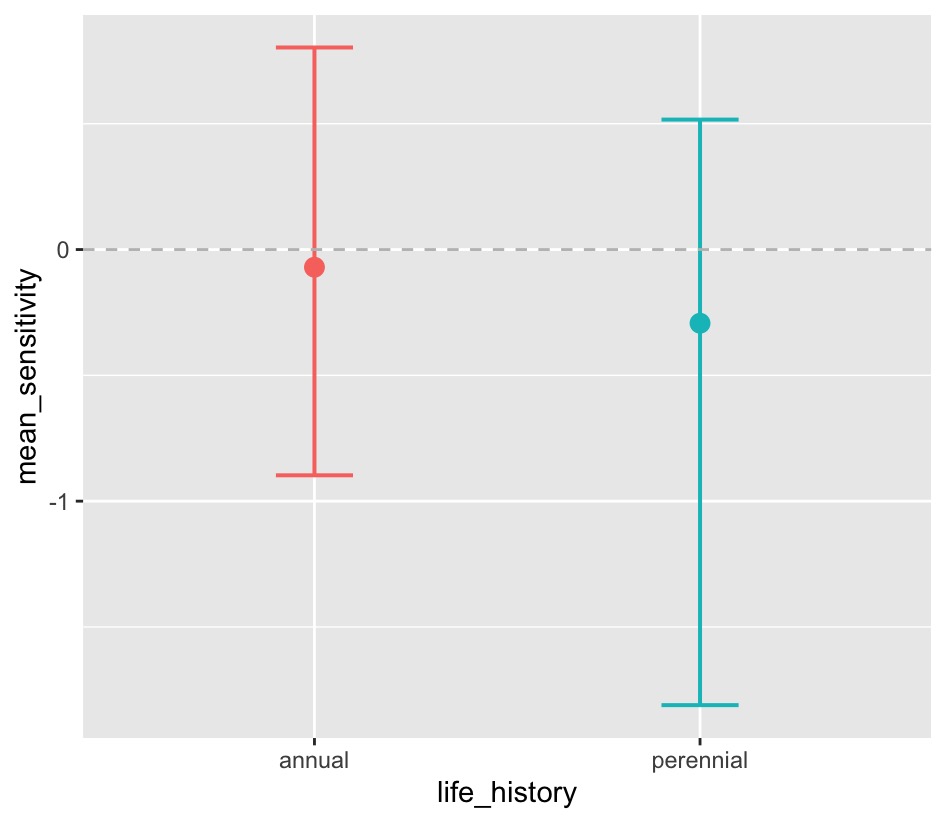 mean_sensitivity
0
-1
annual
perennial
life_history